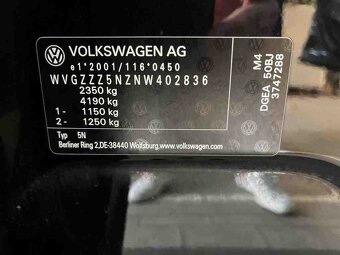 VOLKSWAGEN AG
e1*2001/116*0450
WVGZZZ5NZNW402836
2350 kg
4190 kg
1- 1150 kg
2- 1250 kg
Typ 5N
Berliner Ring 2,DE-38440 Wolfsburg,www.volkswagen.com
M4
DGEA 50BJ
3747288